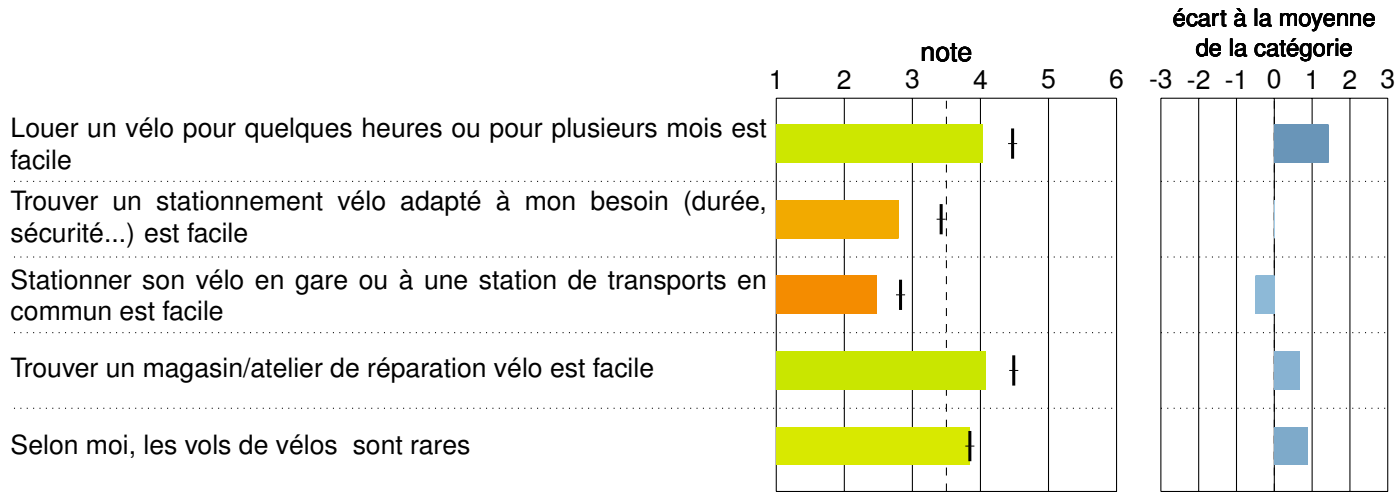 écart à la moyenne
de la catégorie
note
1 2 3 4 5 6
-3 -2 -1 0 1 2 3
Louer un vélo pour quelques heures ou pour plusieurs mois est
facile
Trouver un stationnement vélo adapté à mon besoin (durée,
sécurité...) est facile
Stationner son vélo en gare ou à une station de transports en
commun est facile
Trouver un magasin/atelier de réparation vélo est facile
Selon moi, les vols de vélos sont rares